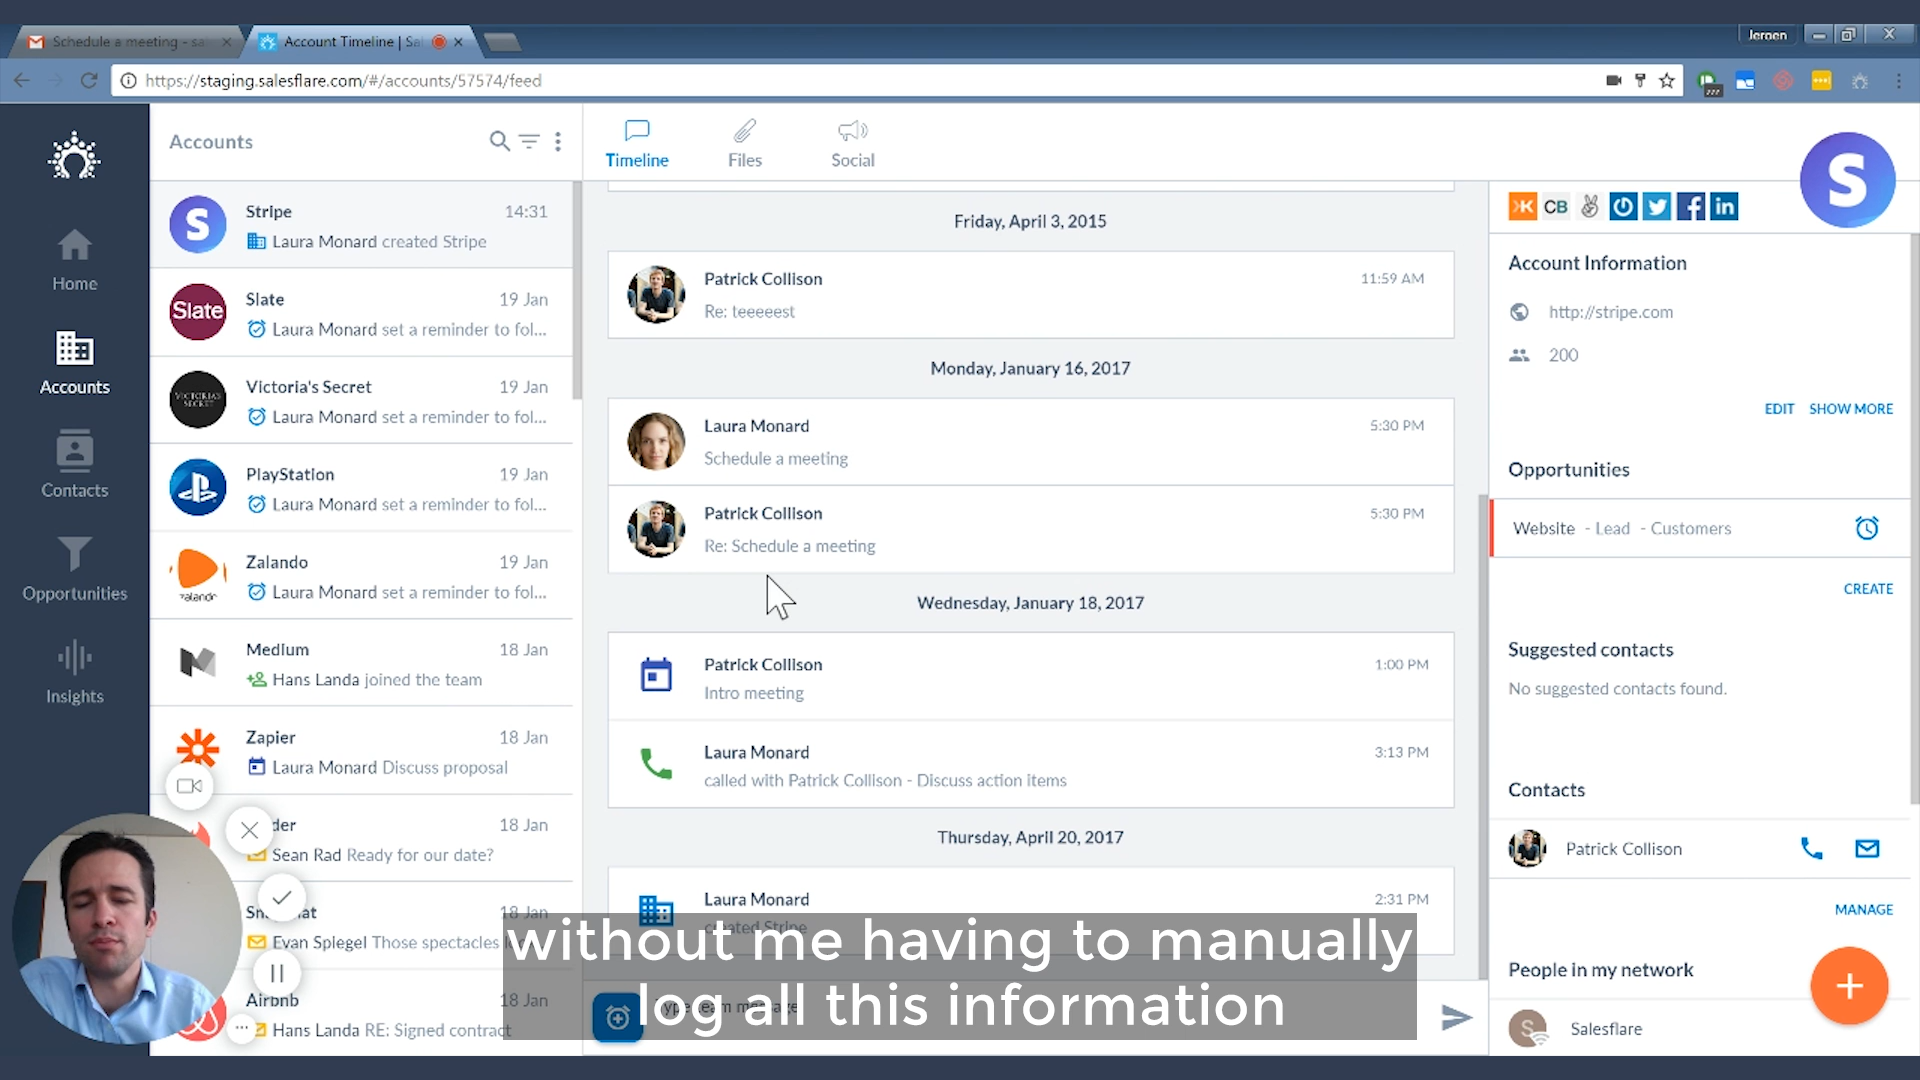 Schedule a meeting - sa
Account Timeline | Sal
Jeroen
https://staging.salesflare.com/#/accounts/57574/feed
Home
Accounts
Contacts
Opportunities
Insights
Accounts
Stripe 14:31
Laura Monard created Stripe
Slate
Slate 19 Jan
Laura Monard set a reminder to fol...
VICTORIA'S
SECRET
Victoria's Secret 19 Jan
Laura Monard set a reminder to fol...
PlayStation 19 Jan
Laura Monard set a reminder to fol...
zalando
Zalando 19 Jan
Laura Monard set a reminder to fol...
Medium 18 Jan
Hans Landa joined the team
Zapier 18 Jan
Laura Monard Discuss proposal
der 18 Jan
Sean Rad Ready for our date?
18 Jan
Evan Spiegel Those spectacles
Airbnb 18 Jan
Hans Landa RE: Signed contract
Timeline
Files
Social
Friday, April 3, 2015
Patrick Collison 11:59 AM
Re: teeeeest
Monday, January 16, 2017
Laura Monard 5:30 PM
Schedule a meeting
Patrick Collison 5:30 PM
Re: Schedule a meeting
Wednesday, January 18, 2017
Patrick Collison 1:00 PM
Intro meeting
Laura Monard 3:13 PM
called with Patrick Collison - Discuss action items
Thursday, April 20, 2017
Laura Monard 2:31 PM
created Stripe
without me having to manually
log all this information
S
CB
Account Information
http://stripe.com
200
EDIT SHOW MORE
Opportunities
Website - Lead - Customers
CREATE
Suggested contacts
No suggested contacts found.
Contacts
Patrick Collison
MANAGE
People in my network
S
Salesflare